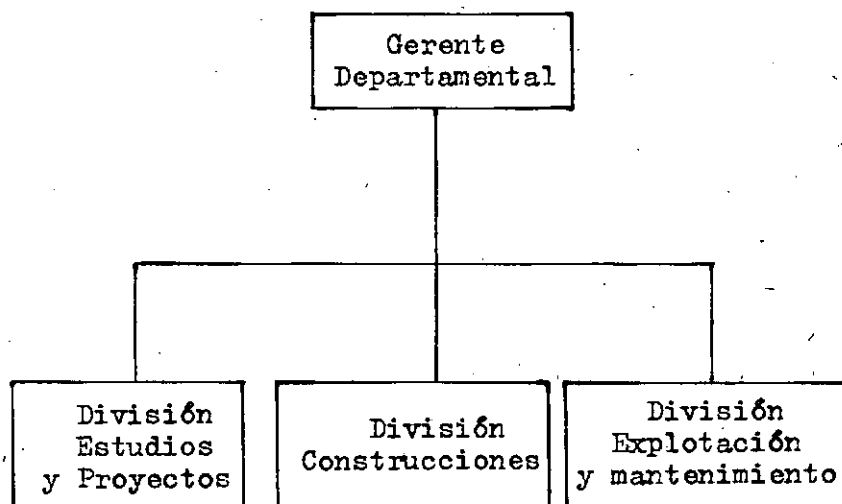 Gerente
Departamental
División
Estudios
y Proyectos
División
Construcciones
División
Explotación
y mantenimiento